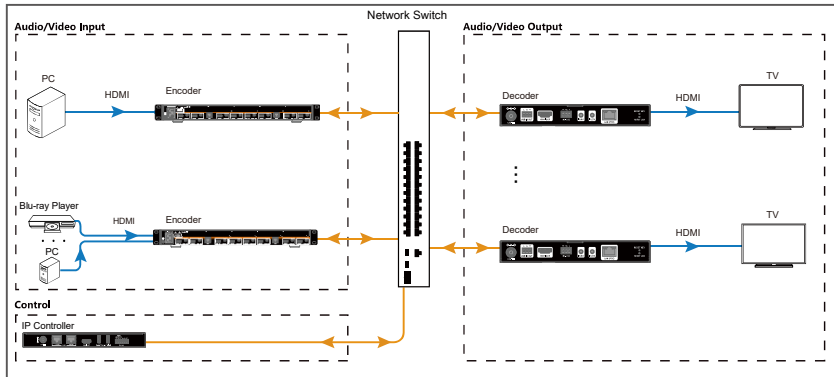 Network Switch
Audio/Video Input
Audio/Video Output
PC
HDMI
Encoder
Decoder
HDMI
TV
Blu-ray Player
HDMI
Encoder
PC
Decoder
HDMI
TV
Control
IP Controller